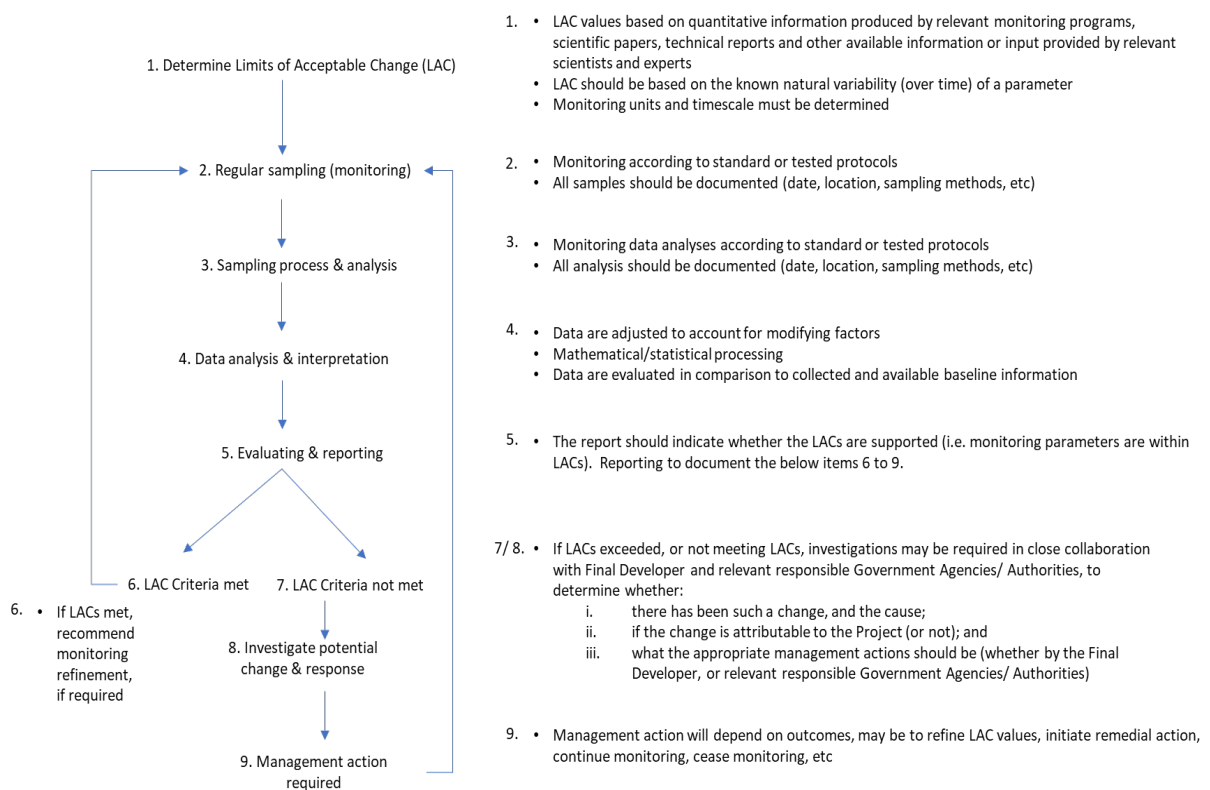 1. Determine Limits of Acceptable Change (LAC)
2. Regular sampling (monitoring)
3. Sampling process & analysis
4. Data analysis & interpretation
5. Evaluating & reporting
6. LAC Criteria met
7. LAC Criteria not met
6. • If LACs met,
recommend
monitoring
refinement,
if required
8. Investigate potential
change & response
9. Management action
required
1. • LAC values based on quantitative information produced by relevant monitoring programs,
scientific papers, technical reports and other available information or input provided by relevant
scientists and experts
• LAC should be based on the known natural variability (over time) of a parameter
• Monitoring units and timescale must be determined
2. • Monitoring according to standard or tested protocols
• All samples should be documented (date, location, sampling methods, etc)
3. • Monitoring data analyses according to standard or tested protocols
• All analysis should be documented (date, location, sampling methods, etc)
4. • Data are adjusted to account for modifying factors
• Mathematical/statistical processing
• Data are evaluated in comparison to collected and available baseline information
5. • The report should indicate whether the LACs are supported (i.e. monitoring parameters are within
LACs). Reporting to document the below items 6 to 9.
7/ 8. • If LACs exceeded, or not meeting LACs, investigations may be required in close collaboration
with Final Developer and relevant responsible Government Agencies/ Authorities, to
determine whether:
i. there has been such a change, and the cause;
ii. if the change is attributable to the Project (or not); and
iii. what the appropriate management actions should be (whether by the Final
Developer, or relevant responsible Government Agencies/ Authorities)
9. • Management action will depend on outcomes, may be to refine LAC values, initiate remedial action,
continue monitoring, cease monitoring, etc